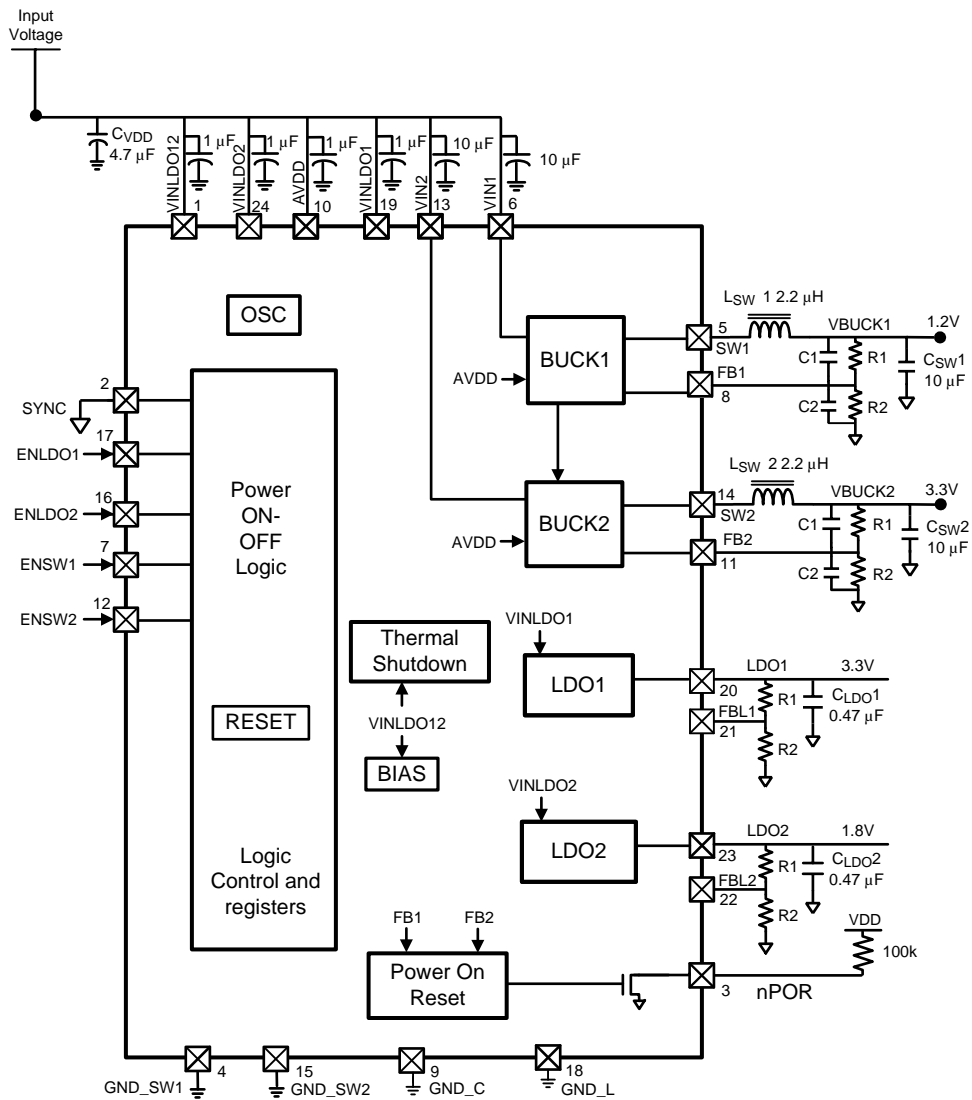 Input
Voltage
CVDD
4.7 µF
1 µF
1 µF
1 µF
1 µF
10 µF
10 µF
VINLDO12
VINLDO2
AVDD
VINLDO1
VIN2
VIN1
1
24
10
19
13
6
OSC
LSW 1 2.2 µH
VBUCK1
1.2V
5
SW1
BUCK1
C1
R1
CSW1
10 µF
AVDD
FB1
8
C2
R2
2
SYNC
17
ENLDO1
16
ENLDO2
7
ENSW1
12
ENSW2
Power
ON-
OFF
Logic
LSW 2 2.2 µH
VBUCK2
3.3V
14
SW2
BUCK2
C1
R1
CSW2
10 µF
AVDD
FB2
11
C2
R2
Thermal
Shutdown
VINLDO12
BIAS
RESET
VINLDO1
LDO1
LDO1
3.3V
20
R1
CLDO1
0.47 µF
FBL1
21
R2
VINLDO2
LDO2
LDO2
1.8V
23
R1
CLDO2
0.47 µF
FBL2
22
R2
Logic
Control and
registers
FB1
FB2
Power On
Reset
VDD
100k
3
nPOR
GND_SW1
4
15
GND_SW2
9
GND_C
18
GND_L